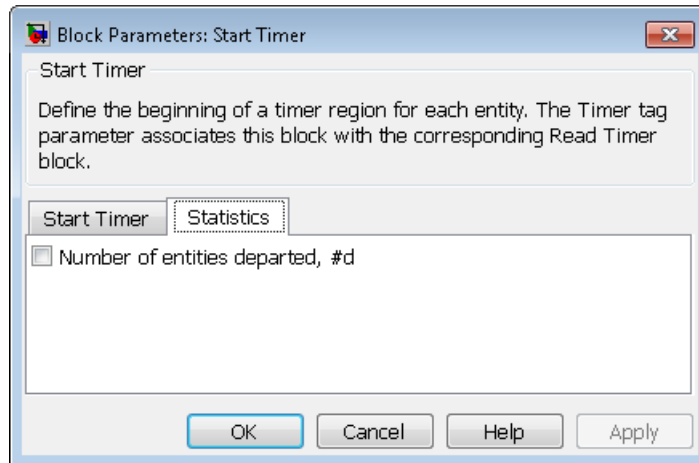 Block Parameters: Start Timer
Start Timer
Define the beginning of a timer region for each entity. The Timer tag
parameter associates this block with the corresponding Read Timer
block.
Start Timer Statistics
Number of entities departed, #d
OK Cancel Help Apply